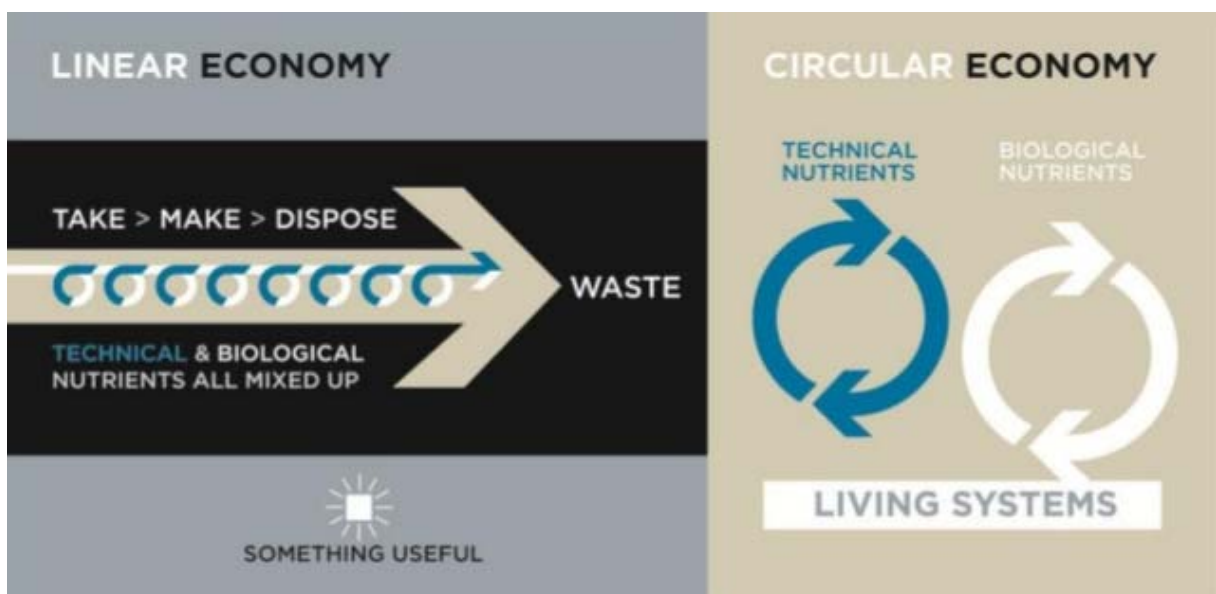 LINEAR ECONOMY
TAKE > MAKE > DISPOSE
WASTE
TECHNICAL & BIOLOGICAL
NUTRIENTS ALL MIXED UP
SOMETHING USEFUL
CIRCULAR ECONOMY
TECHNICAL
NUTRIENTS
BIOLOGICAL
NUTRIENTS
LIVING SYSTEMS